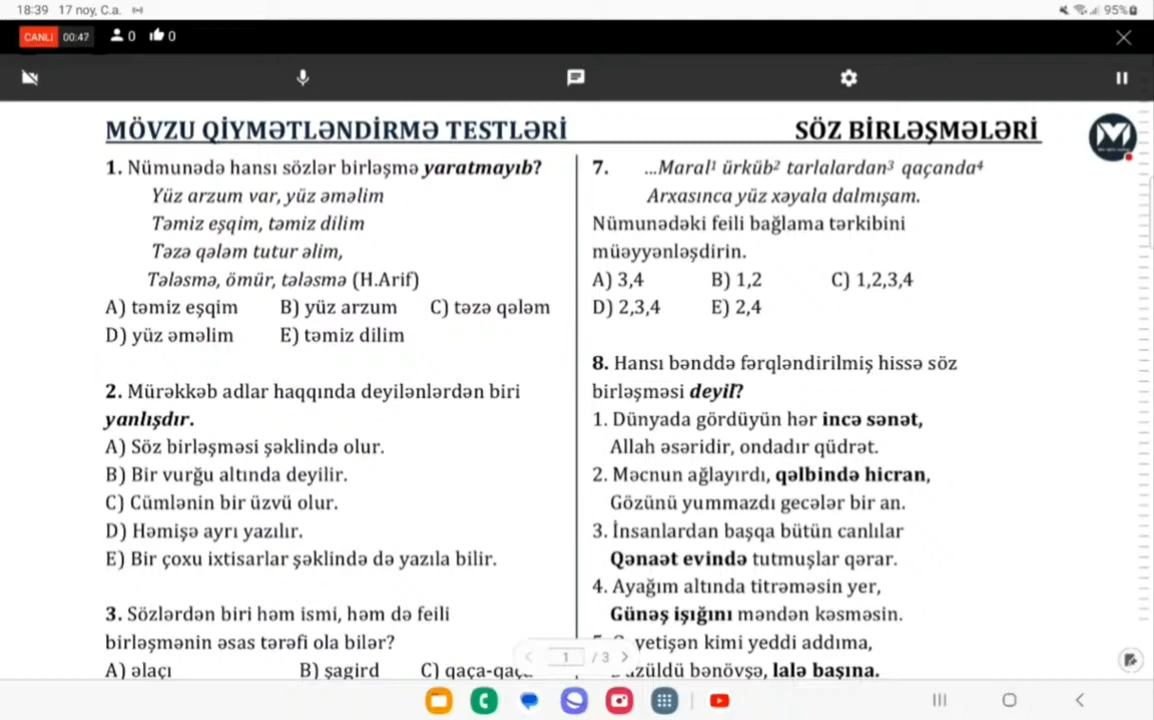 18:39 17 noy, C.a.
95%
CANLI 00:47 0 0
MÖVZU QİYMƏTLƏNDİRMƏ TESTLƏRİ SÖZ BİRLƏŞMƏLƏRİ
1. Nümunədə hansı sözlər birləşmə yaratmayıb?
Yüz arzum var, yüz əməlim
Təmiz eşqim, təmiz dilim
Təzə qələm tutur əlim,
Tələsmə, ömür, tələsmə (H.Arif)
A) təmiz eşqim B) yüz arzum C) təzə qələm
D) yüz əməlim E) təmiz dilim
2. Mürəkkəb adlar haqqında deyilənlərdən biri
yanlışdır.
A) Söz birləşməsi şəklində olur.
B) Bir vurğu altında deyilir.
C) Cümlənin bir üzvü olur.
D) Həmişə ayrı yazılır.
E) Bir çoxu ixtisarlar şəklində də yazıla bilir.
3. Sözlərdən biri həm ismi, həm də feili
birləşmənin əsas tərəfi ola bilər?
A) əlaçı B) şagird
7. ...Maral¹ ürküb² tarlalardan³ qaçanda⁴
Arxasınca yüz xəyala dalmışam.
Nümunədəki feili bağlama tərkibini
müəyyənləşdirin.
A) 3,4 B) 1,2 C) 1,2,3,4
D) 2,3,4 E) 2,4
8. Hansı bənddə fərqləndirilmiş hissə söz
birləşməsi deyil?
1. Dünyada gördüyün hər incə sənət,
Allah əsəridir, ondadır qüdrət.
2. Məcnun ağlayırdı, qəlbində hicran,
Gözünü yummazdı gecələr bir an.
3. İnsanlardan başqa bütün canlılar
Qənaət evində tutmuşlar qərar.
4. Ayağım altında titrəməsin yer,
Günəş işığını məndən kəsməsin.
yetişən kimi yeddi addıma,
bənövşə, lalə başına.
1 / 3